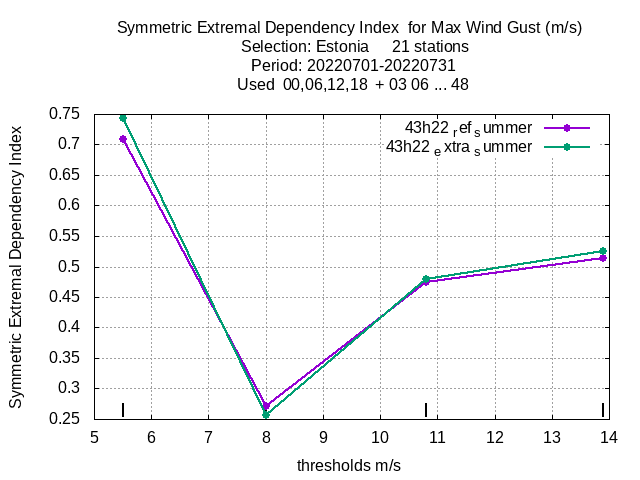 Symmetric Extremal Dependency Index for Max Wind Gust (m/s)
Selection: Estonia 21 stations
Period: 20220701-20220731
Used 00,06,12,18 + 03 06 ... 48
43h22 ref summer
43h22 extra summer
Symmetric Extremal Dependency Index
0.75
0.7
0.65
0.6
0.55
0.5
0.45
0.4
0.35
0.3
0.25
5 6 7 8 9 10 11 12 13 14
thresholds m/s